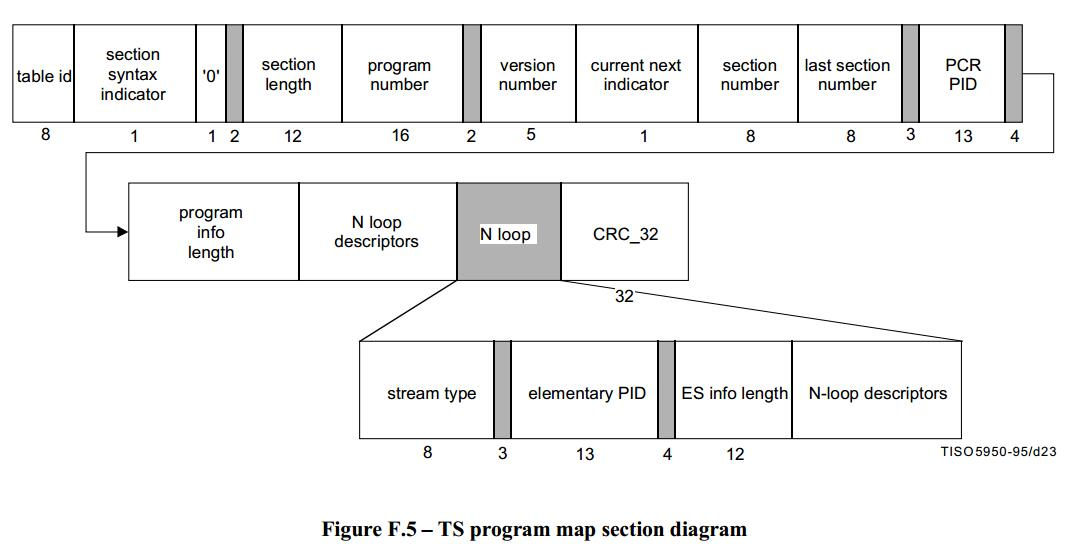 table id
section
syntax
indicator
'0'
section
length
program
number
version
number
current next
indicator
section
number
last section
number
PCR
PID
8 1 1 2 12 16 2 5 1 8 8 3 13 4
program
info
length
N loop
descriptors
N loop
CRC_32
32
stream type
elementary PID
ES info length
N-loop descriptors
8 3 13 4 12
TISO5950-95/d23
Figure F.5 – TS program map section diagram